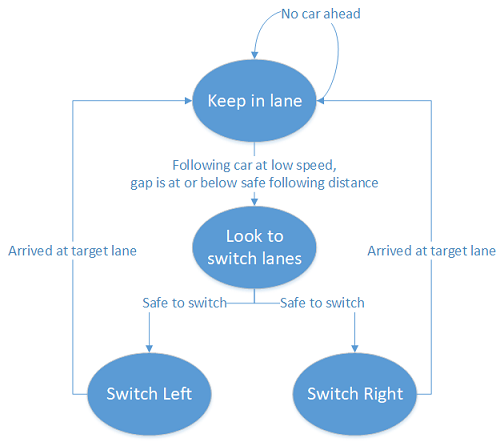 No car ahead
Keep in lane
Following car at low speed,
gap is at or below safe following distance
Look to
switch lanes
Arrived at target lane
Arrived at target lane
Safe to switch
Safe to switch
Switch Left
Switch Right